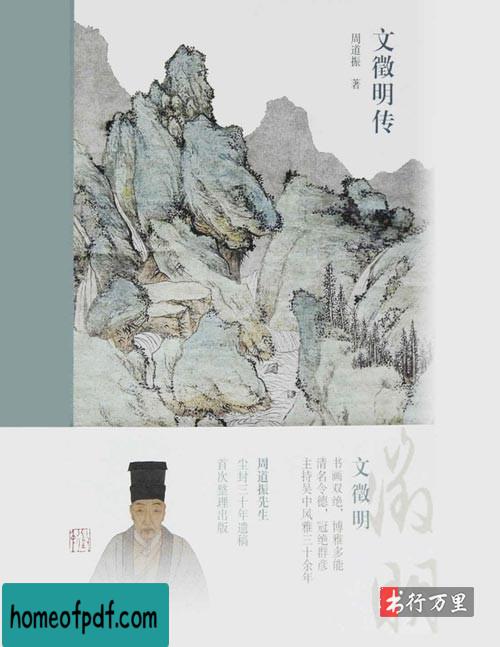 文徵明传
周道振 著
文徵明
书画双绝，博雅多能
清名令德，冠绝群彦
主持吴中风雅三十余年
周道振先生
尘封三十年遗稿
首次整理出版
徵明
homeofpdf.com
书行万里